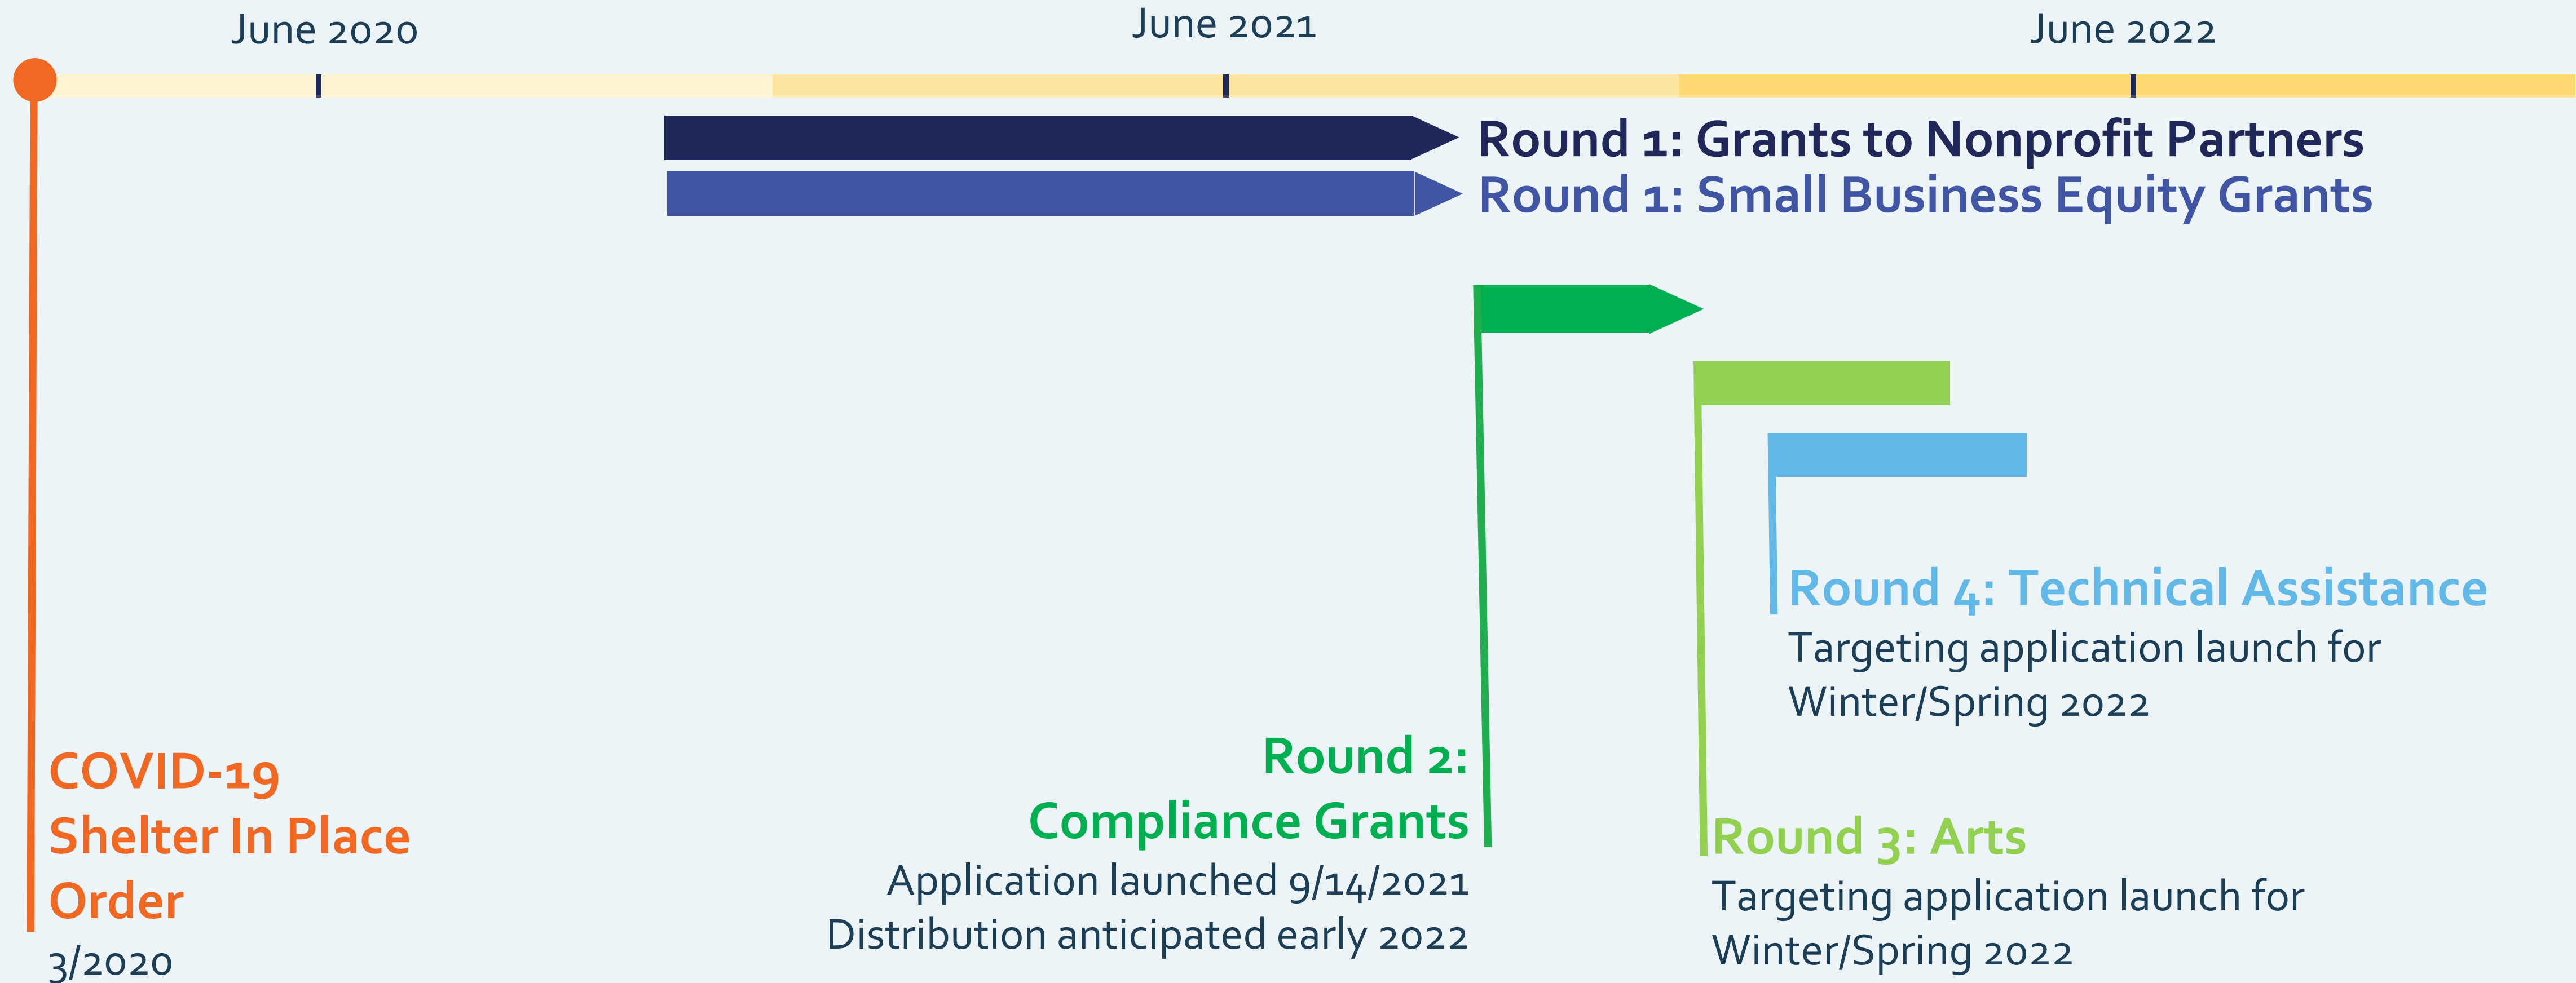 June 2020
June 2021
June 2022
Round 1: Grants to Nonprofit Partners
Round 1: Small Business Equity Grants
Round 4: Technical Assistance
Targeting application launch for
Winter/Spring 2022
Round 2:
Compliance Grants
Application launched 9/14/2021
Distribution anticipated early 2022
Round 3: Arts
Targeting application launch for
Winter/Spring 2022
COVID-19
Shelter In Place
Order
3/2020